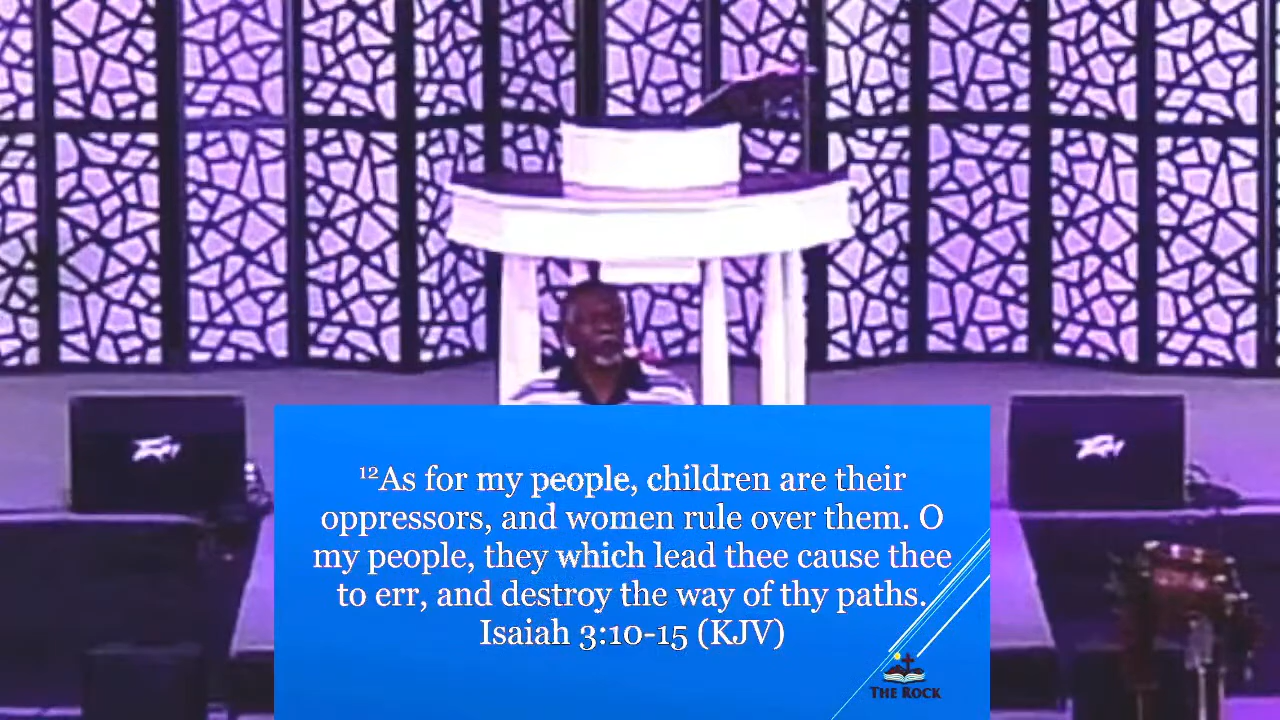 ¹²As for my people, children are their
oppressors, and women rule over them. O
my people, they which lead thee cause thee
to err, and destroy the way of thy paths.
Isaiah 3:10-15 (KJV)
THE ROCK